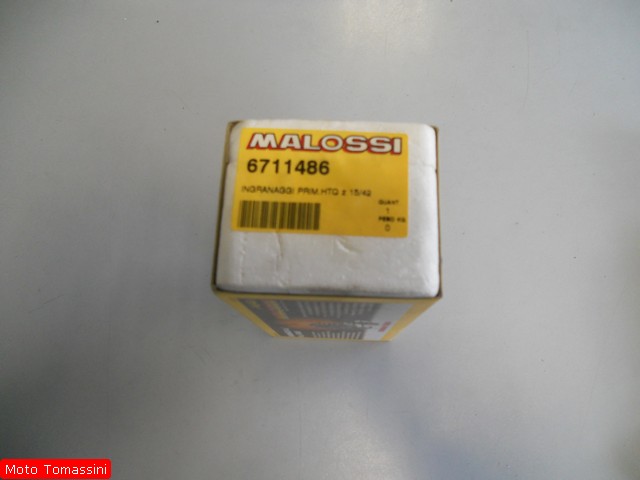 MALOSSI
6711486
INGRANAGGI PRIM.HTQ z 15/42
QUANT
1
PESO KG
0
Moto Tomassini